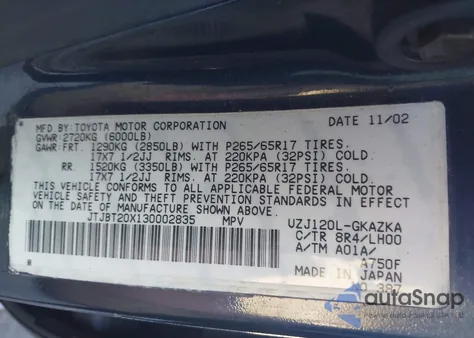 MFD BY:TOYOTA MOTOR CORPORATION DATE 11/02
GVWR:2720KG (6000LB)
GAWR:FRT. 1290KG (2850LB) WITH P265/65R17 TIRES.
17X7 1/2JJ RIMS. AT 220KPA (32PSI) COLD.
RR. 1520KG (3350LB) WITH P265/65R17 TIRES.
17X7 1/2JJ RIMS. AT 220KPA (32PSI) COLD.
THIS VEHICLE CONFORMS TO ALL APPLICABLE FEDERAL MOTOR
VEHICLE SAFETY AND THEFT PREVENTION STANDARDS IN EFFECT
ON THE DATE OF MANUFACTURE SHOWN ABOVE.
JTJBT20X130002835 MPV
UZJ120L-GKAZKA
C/TR 8R4/LH00
A/TM A01A/
A750F
MADE IN JAPAN
387
autoSnap